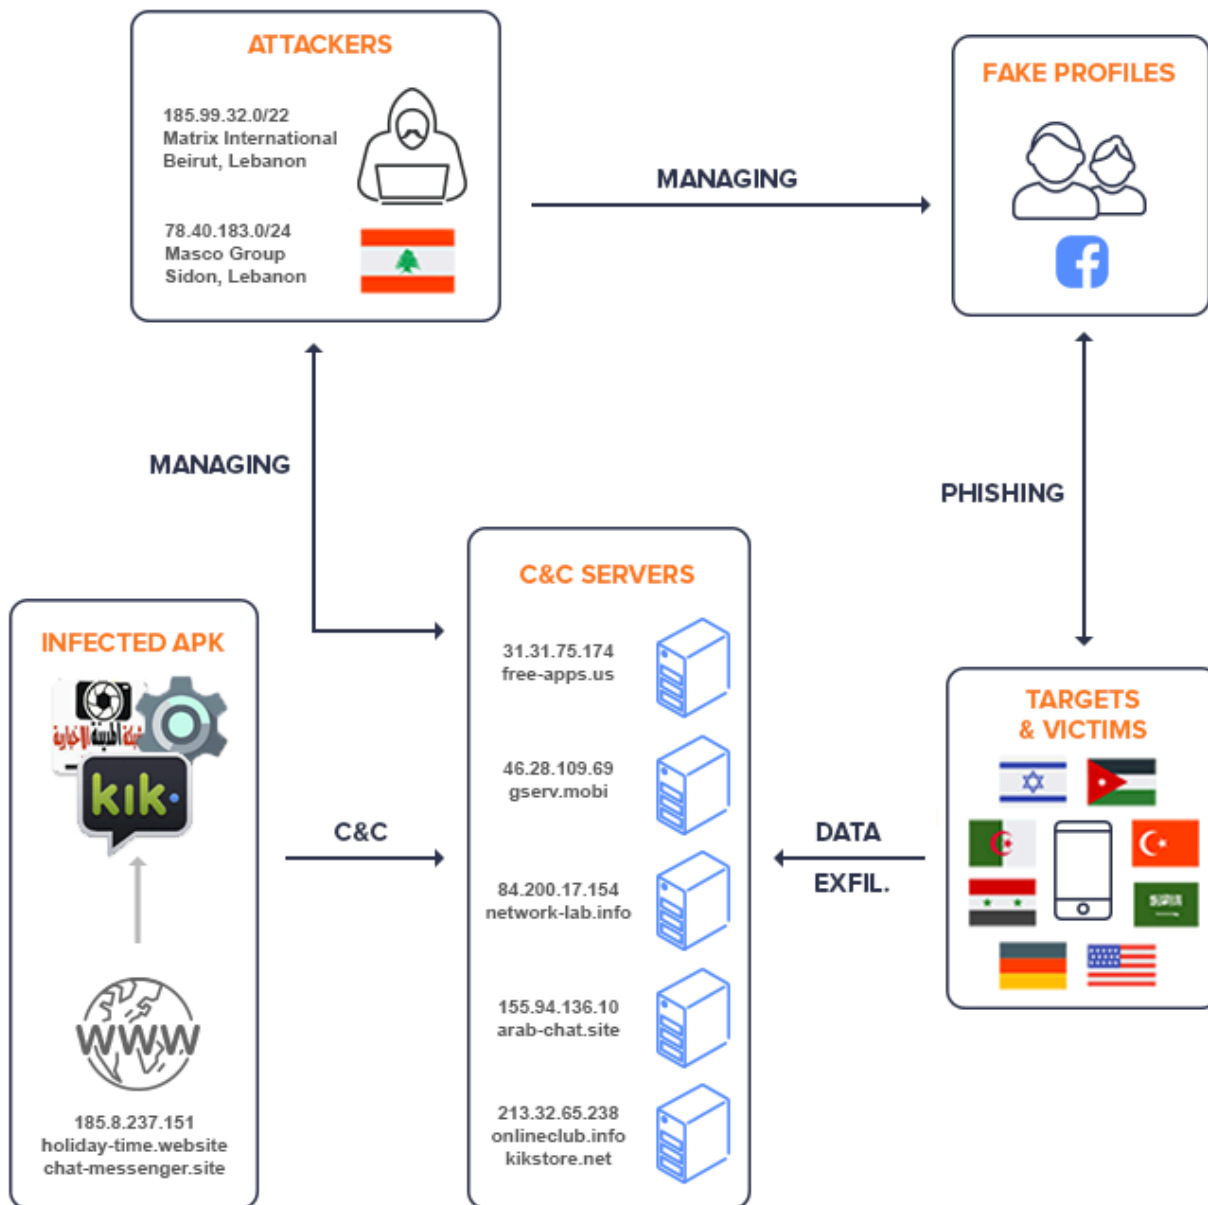 ATTACKERS
185.99.32.0/22
Matrix International
Beirut, Lebanon
78.40.183.0/24
Masco Group
Sidon, Lebanon
MANAGING
FAKE PROFILES
MANAGING
PHISHING
INFECTED APK
شبكة المدينة الاخبارية
kik
WWW
185.8.237.151
holiday-time.website
chat-messenger.site
C&C
C&C SERVERS
31.31.75.174
free-apps.us
46.28.109.69
gserv.mobi
84.200.17.154
network-lab.info
155.94.136.10
arab-chat.site
213.32.65.238
onlineclub.info
kikstore.net
DATA
EXFIL.
TARGETS
& VICTIMS